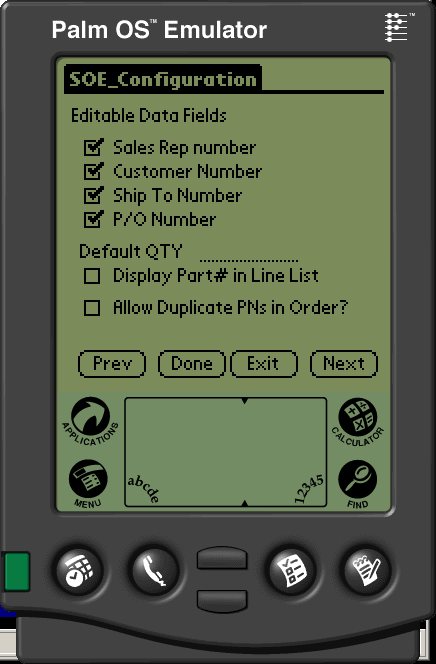 Palm OS™ Emulator
™
SOE_Configuration
Editable Data Fields
Sales Rep number
Customer Number
Ship To Number
P/O Number
Default QTY
Display Part# in Line List
Allow Duplicate PNs in Order?
Prev Done Exit Next
APPLICATIONS CALCULATOR
abcde 12345
MENU FIND